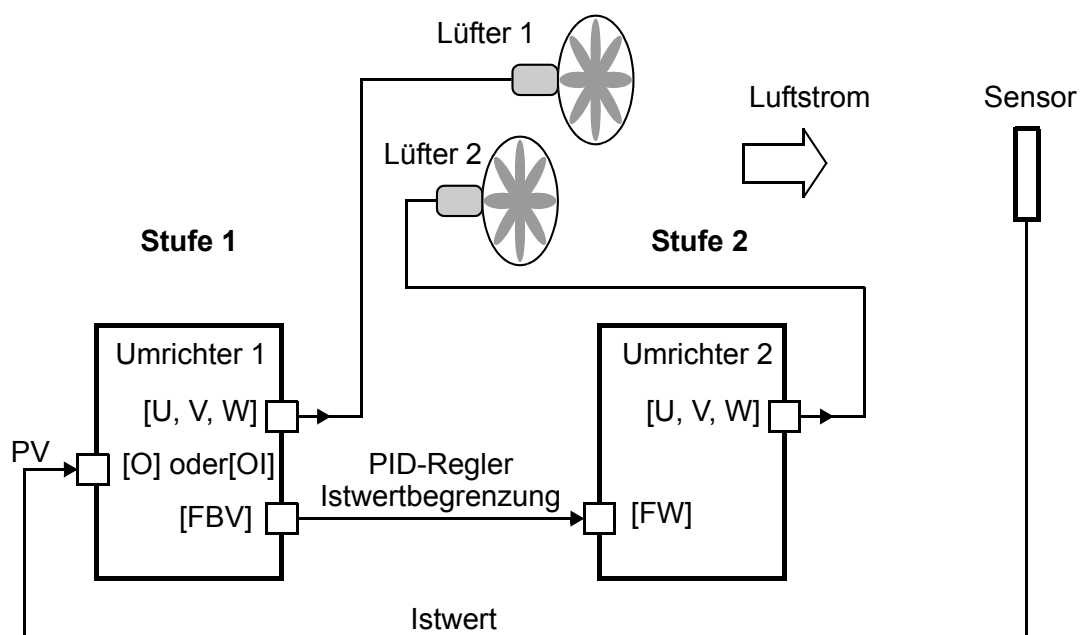 Lüfter 1
Luftstrom
Sensor
Lüfter 2
Stufe 1
Stufe 2
Umrichter 1
Umrichter 2
[U, V, W]
[U, V, W]
PV
[O] oder[OI]
PID-Regler
Istwertbegrenzung
[FBV]
[FW]
Istwert